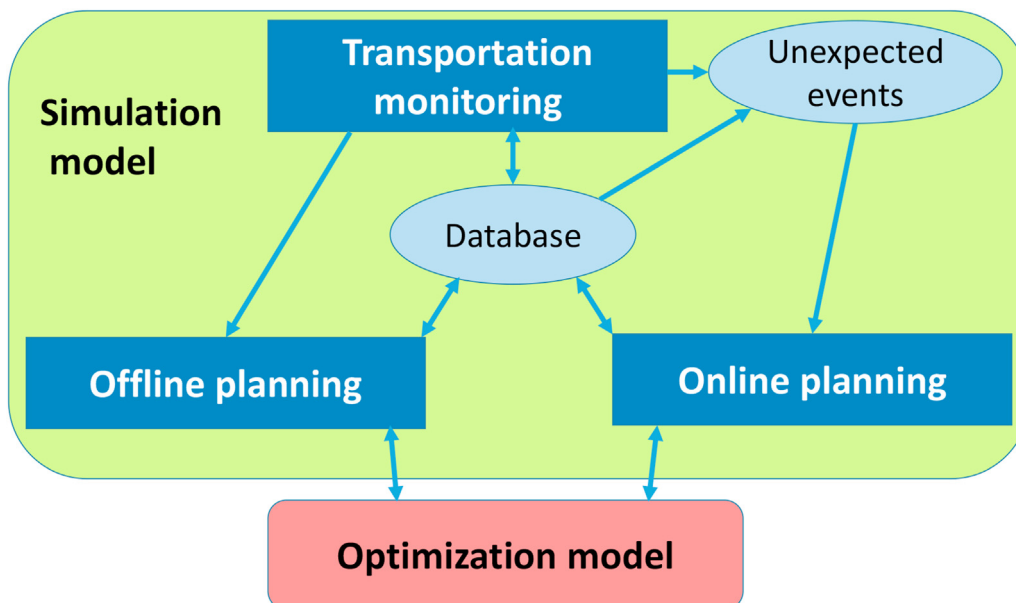 Transportation
monitoring
Unexpected
events
Simulation
model
Database
Offline planning
Online planning
Optimization model